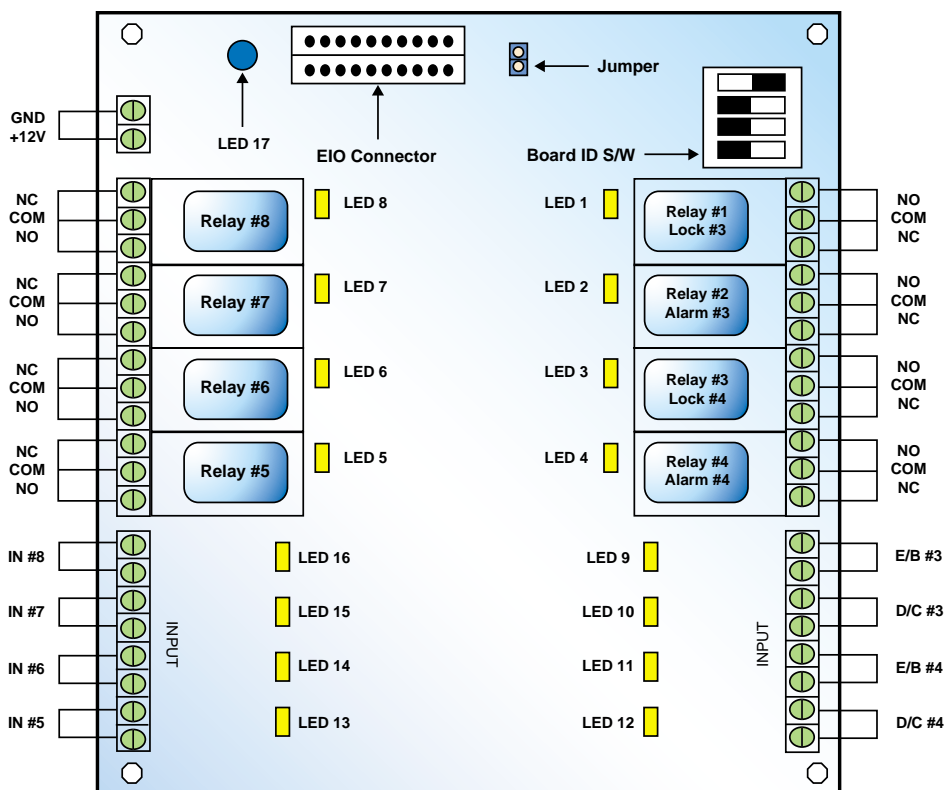 Jumper
GND
+12V
LED 17
EIO Connector
Board ID S/W
NC
COM
NO
Relay #8
LED 8
LED 1
Relay #1
Lock #3
NO
COM
NC
NC
COM
NO
Relay #7
LED 7
LED 2
Relay #2
Alarm #3
NO
COM
NC
NC
COM
NO
Relay #6
LED 6
LED 3
Relay #3
Lock #4
NO
COM
NC
NC
COM
NO
Relay #5
LED 5
LED 4
Relay #4
Alarm #4
NO
COM
NC
IN #8
LED 16
LED 9
E/B #3
IN #7
LED 15
LED 10
D/C #3
INPUT
INPUT
IN #6
LED 14
LED 11
E/B #4
IN #5
LED 13
LED 12
D/C #4